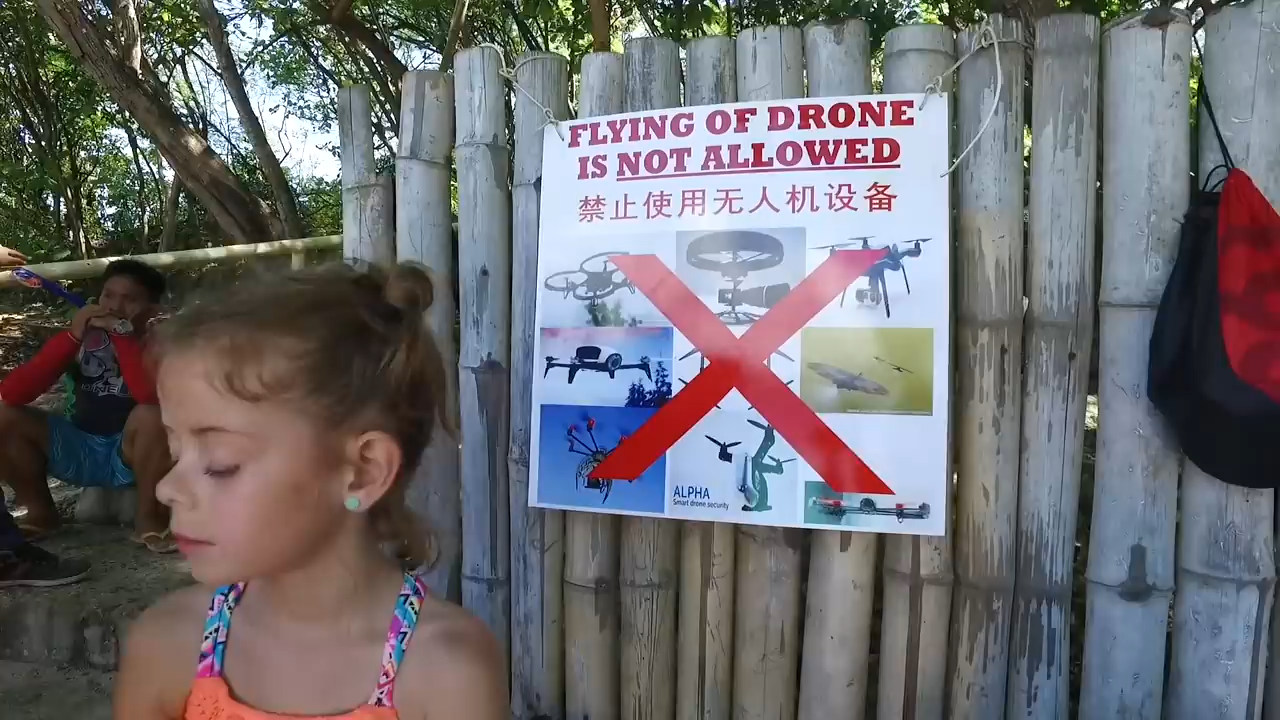 FLYING OF DRONE
IS NOT ALLOWED
禁止使用无人机设备
ALPHA
Smart drone security